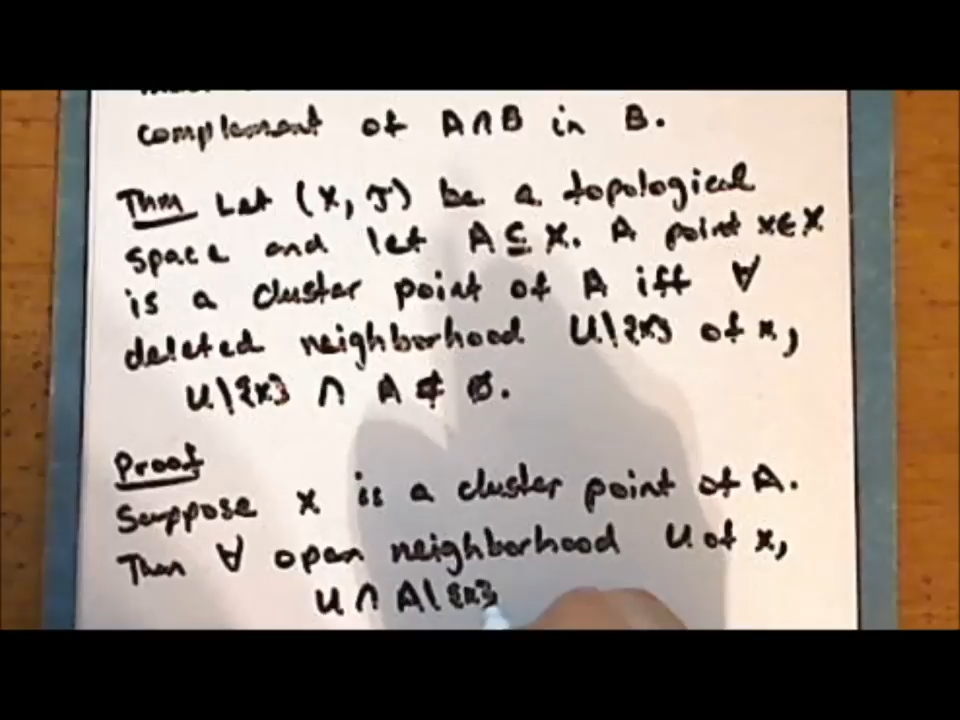 complement of A∩B in B.
Thm Let (X, T) be a topological
space and let A ⊆ X. A point x∈X
is a cluster point of A iff ∀
deleted neighborhood U\{x} of x,
U\{x} ∩ A ≠ ∅.
Proof
Suppose x is a cluster point of A.
Then ∀ open neighborhood U of x,
U ∩ A\{x}